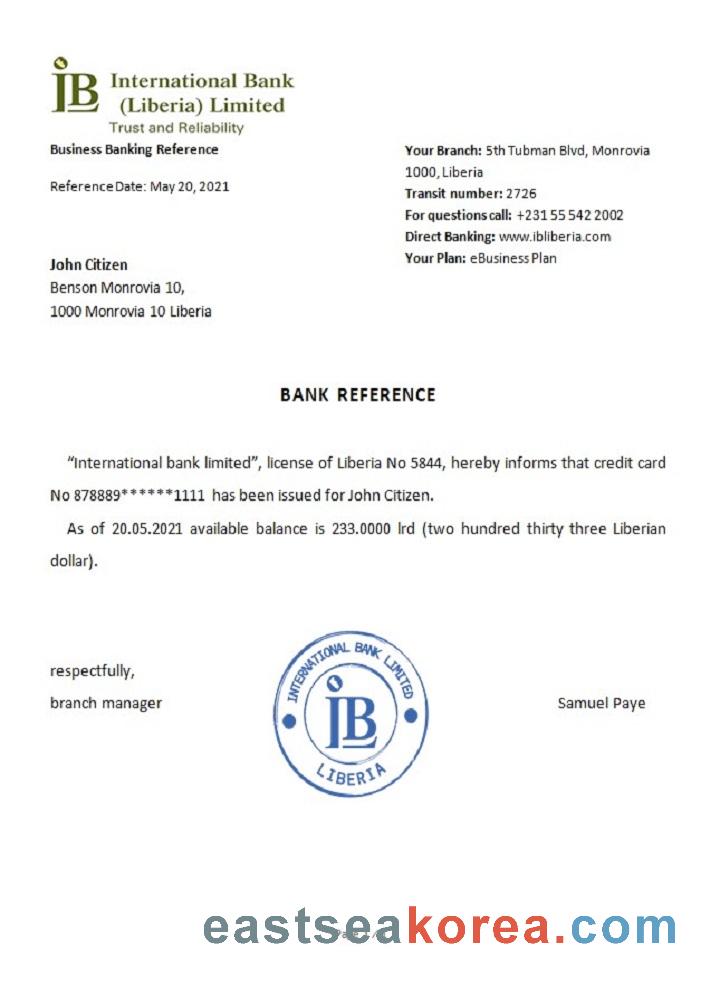 International Bank
(Liberia) Limited
Trust and Reliability
Business Banking Reference
Reference Date: May 20, 2021
Your Branch: 5th Tubman Blvd, Monrovia
1000, Liberia
Transit number: 2726
For questions call: +231 55 542 2002
Direct Banking: www.ibliberia.com
Your Plan: eBusiness Plan
John Citizen
Benson Monrovia 10,
1000 Monrovia 10 Liberia
BANK REFERENCE
“International bank limited”, license of Liberia No 5844, hereby informs that credit card
No 878889******1111 has been issued for John Citizen.
As of 20.05.2021 available balance is 233.0000 lrd (two hundred thirty three Liberian
dollar).
respectfully,
branch manager
INTERNATIONAL BANK LIMITED
IB
LIBERIA
Samuel Paye
eastseakorea.com